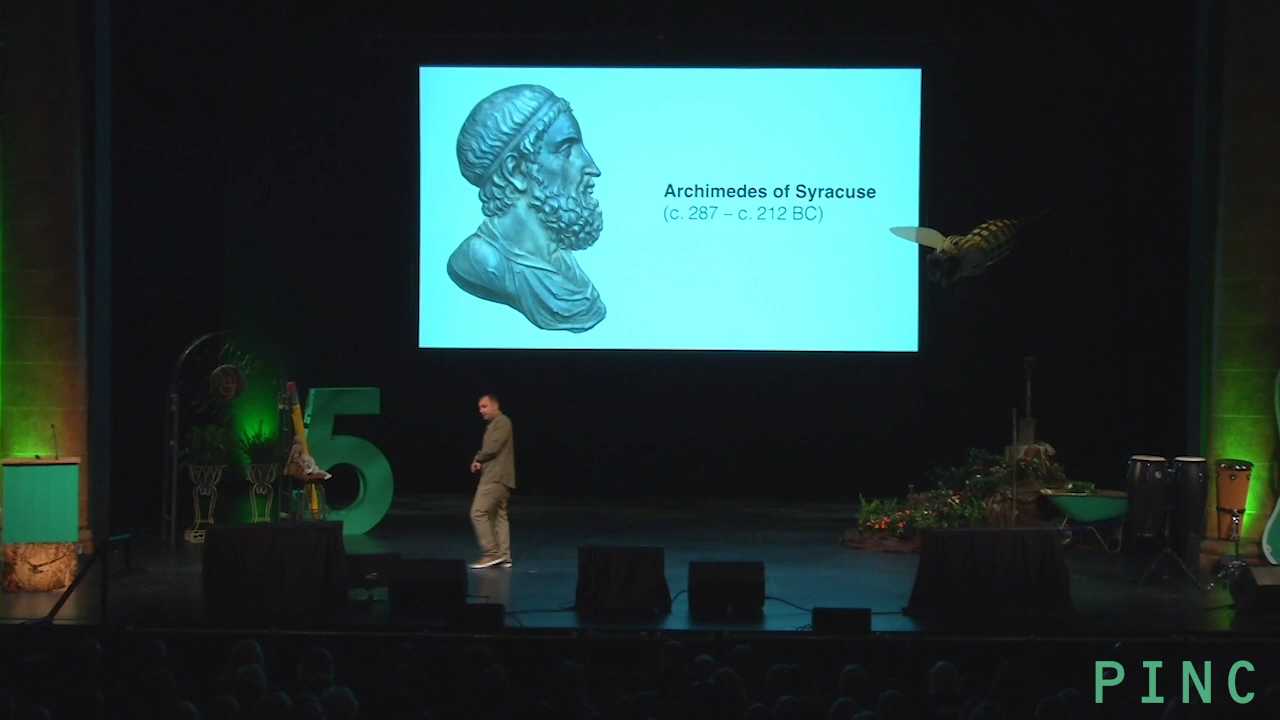 Archimedes of Syracuse
(c. 287 – c. 212 BC)
5
PINC